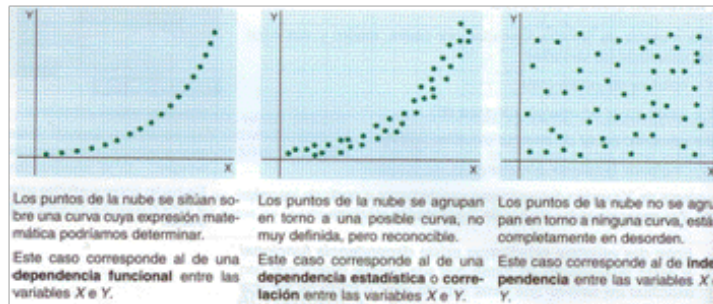 Y
X
Los puntos de la nube se sitúan so-
bre una curva cuya expresión mate-
mática podríamos determinar.
Este caso corresponde al de una
dependencia funcional entre las
variables X e Y.
Y
X
Los puntos de la nube se agrupan
en torno a una posible curva, no
muy definida, pero reconocible.
Este caso corresponde al de una
dependencia estadística o corre-
lación entre las variables X e Y.
Y
X
Los puntos de la nube no se agru
pan en torno a ninguna curva, está
completamente en desorden.
Este caso corresponde al de inde
pendencia entre las variables X
Y.